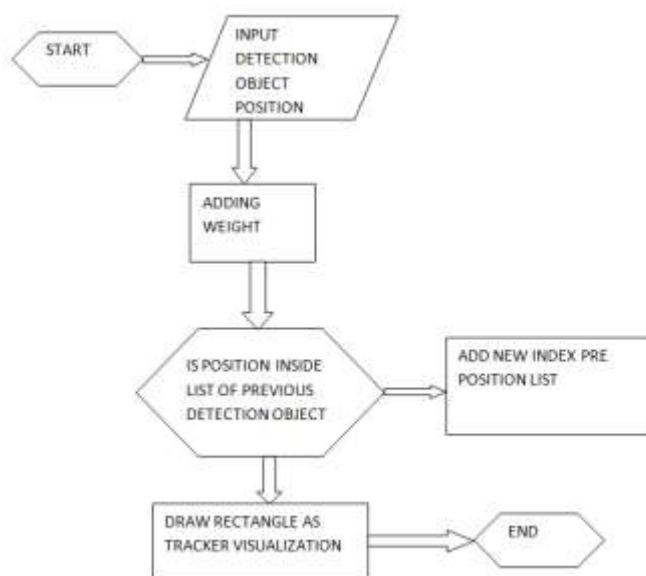 START
INPUT
DETECTION
OBJECT
POSITION
ADDING
WEIGHT
IS POSITION INSIDE
LIST OF PREVIOUS
DETECTION OBJECT
ADD NEW INDEX PRE
POSITION LIST
DRAW RECTANGLE AS
TRACKER VISUALIZATION
END